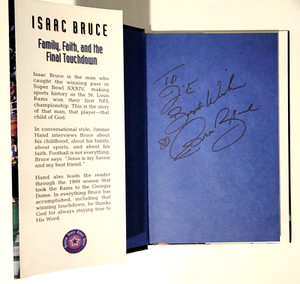 ISAAC BRUCE
Family, Faith, and the
Final Touchdown
Isaac Bruce is the man who
caught the winning pass in
Super Bowl XXXIV, making
sports history as the St. Louis
Rams won their first NFL
championship. This is the story
of that man, that player—that
child of God.
In conversational style, Jimmie
Hand interviews Bruce about
his childhood, about his family,
about sports, and about his
faith. Football is not everything,
Bruce says. "Jesus is my Savior
and my best friend."
Hand also leads the reader
through the 1999 season that
took the Rams to the Georgia
Dome. In everything Bruce has
accomplished, including that
winning touchdown, he thanks
God for always staying true to
His Word.
TO
Best Wishes
80 Isaac Bruce